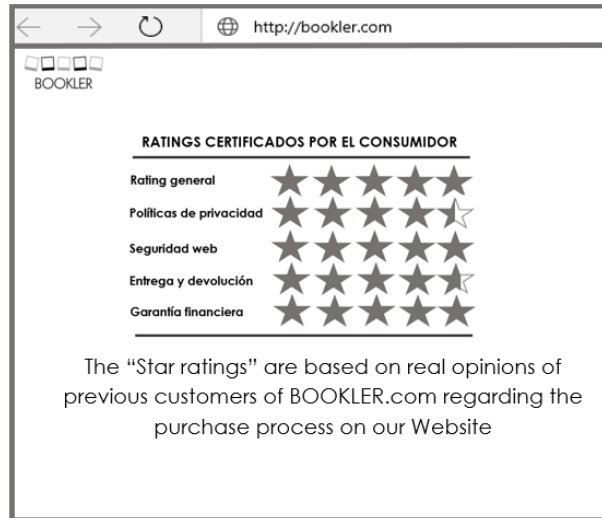 http://bookler.com
BOOKLER
RATINGS CERTIFICADOS POR EL CONSUMIDOR
Rating general
Políticas de privacidad
Seguridad web
Entrega y devolución
Garantía financiera
The “Star ratings” are based on real opinions of
previous customers of BOOKLER.com regarding the
purchase process on our Website